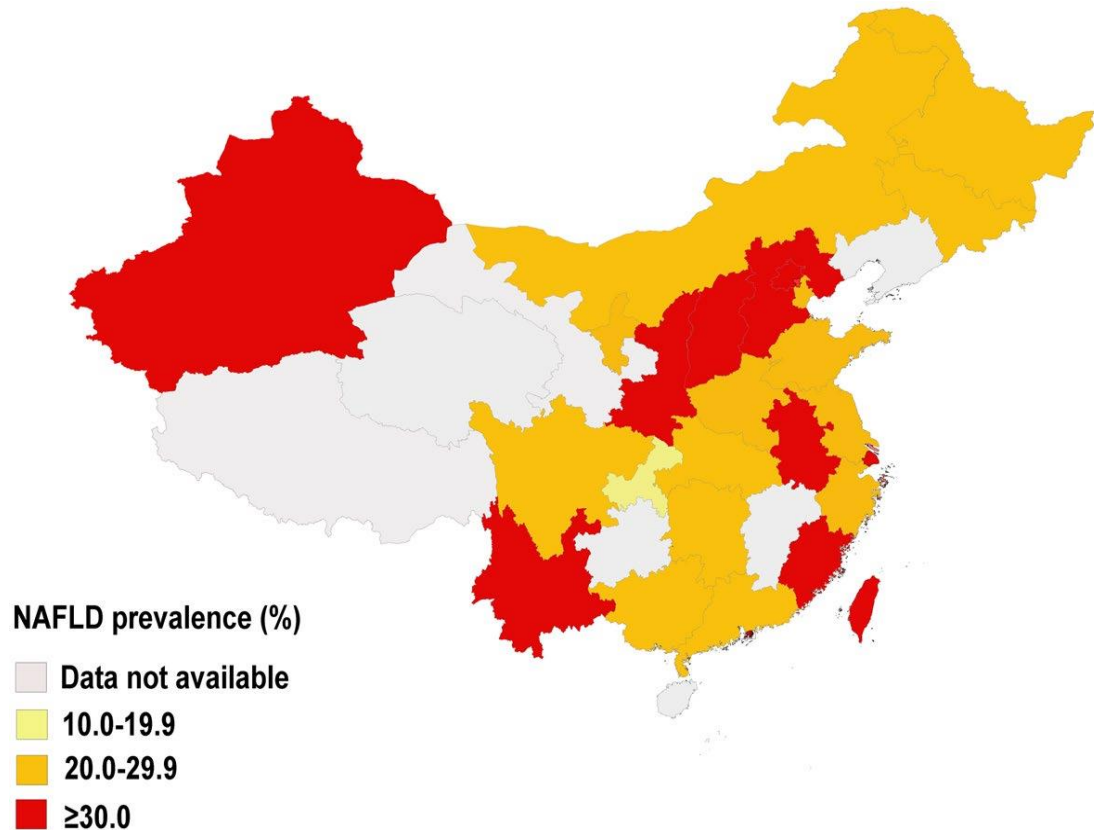 NAFLD prevalence (%)
Data not available
10.0-19.9
20.0-29.9
≥30.0